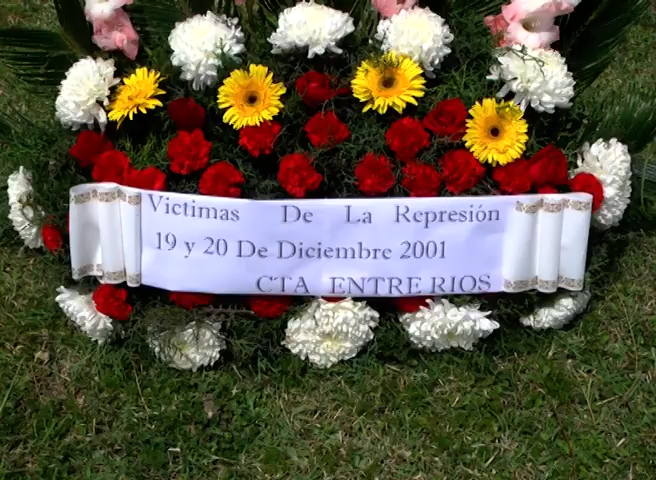 Victimas De La Represión
19 y 20 De Diciembre 2001
CTA ENTRE RIOS